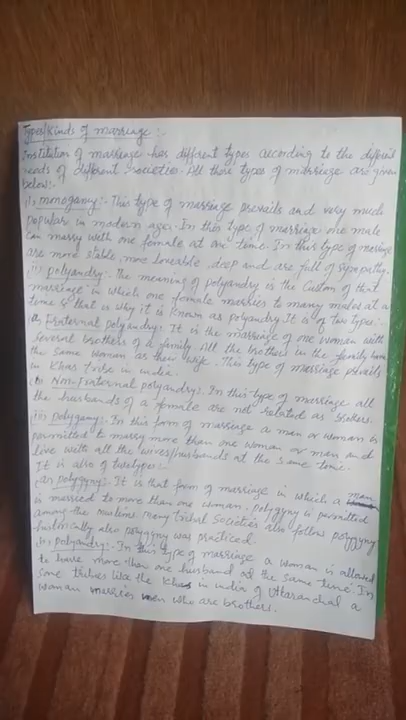 Types/Kinds of marriage :-
Institution of marriage has different types according to the different
needs of different societies. All these types of marriage are given
below:-
(i) monogamy:- This type of marriage prevails and very much
popular in modern ages. In this type of marriage one male
can marry with one female at one time. In this type of marriage
are more stable, more loveable, deep and are full of sympathy.
(ii) polyandry: The meaning of polyandry is the custom of that
marriage in which one female marries to many males at a
time & that is why it is known as polyandry. It is of two types:-
(a) Fraternal polyandry: It is the marriage of one woman with
several brothers of a family. All the brothers in the family have
the same woman as their wife. This type of marriage prevails
in Khas tribe in india.
(b) Non-Fraternal polyandry:. In this type of marriage all
the husbands of a female are not related as brothers.
(iii) polygamy: In this form of marriage a man or woman is
permitted to marry more than one woman or man and
live with all the wives/husbands at the same time.
It is also of two types:-
(a) polygyny: It is that form of marriage in which a man
is married to more than one woman. polygyny is permitted
among the muslims. many tribal societies also follow polygyny
historically also polygyny was practiced.
(b) polyandry: In this type of marriage a woman is allowed
to have more than one husband at the same time. In
some tribes like the Khas in india of Uttaranchal a
woman marries men who are brothers.